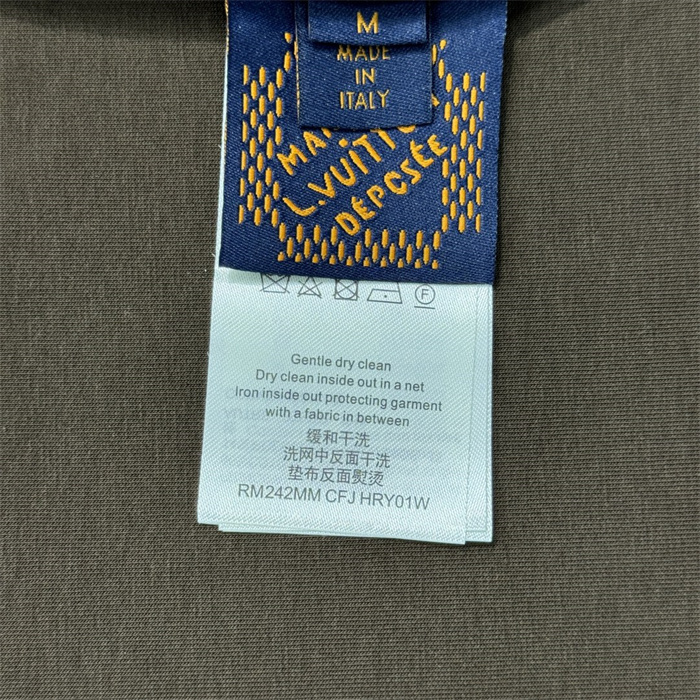 M
MADE
IN
ITALY
L.VUITTON
DÉPOSÉE
F
Gentle dry clean
Dry clean inside out in a net
Iron inside out protecting garment
with a fabric in between
缓和干洗
洗网中反面干洗
垫布反面熨烫
RM242MM CFJ HRY01W